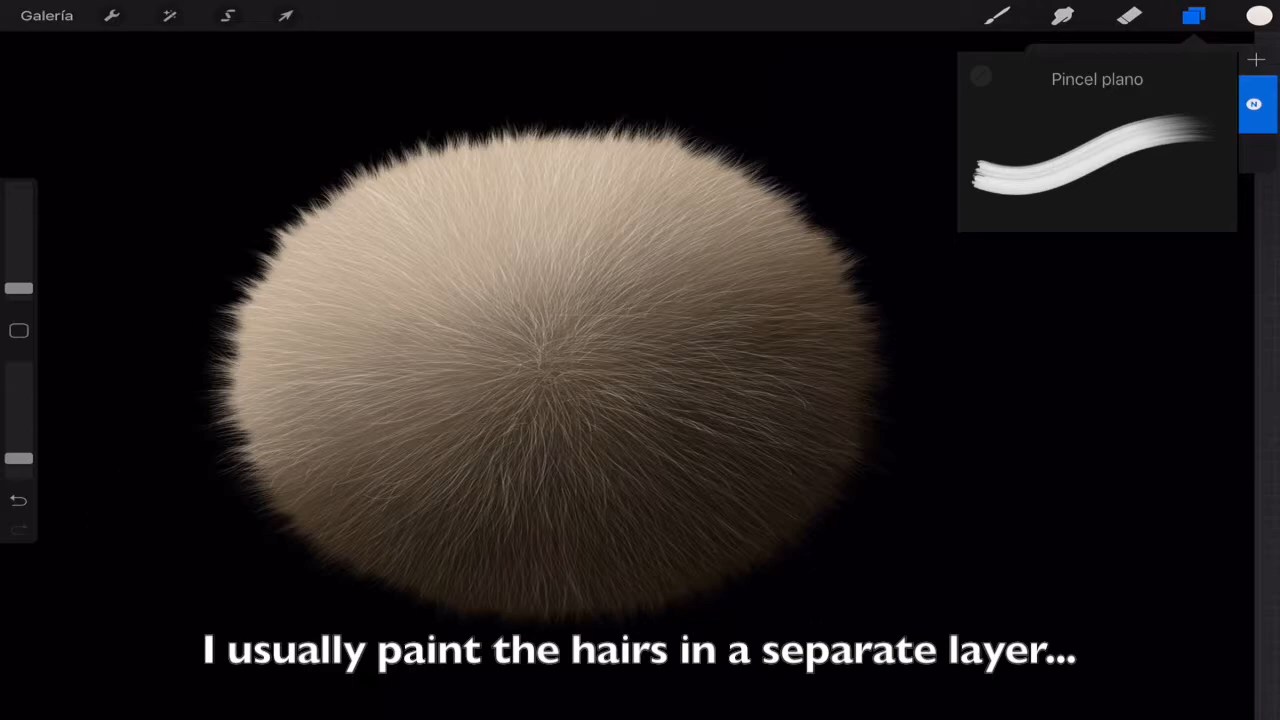 Galería
Pincel plano
N
I usually paint the hairs in a separate layer...